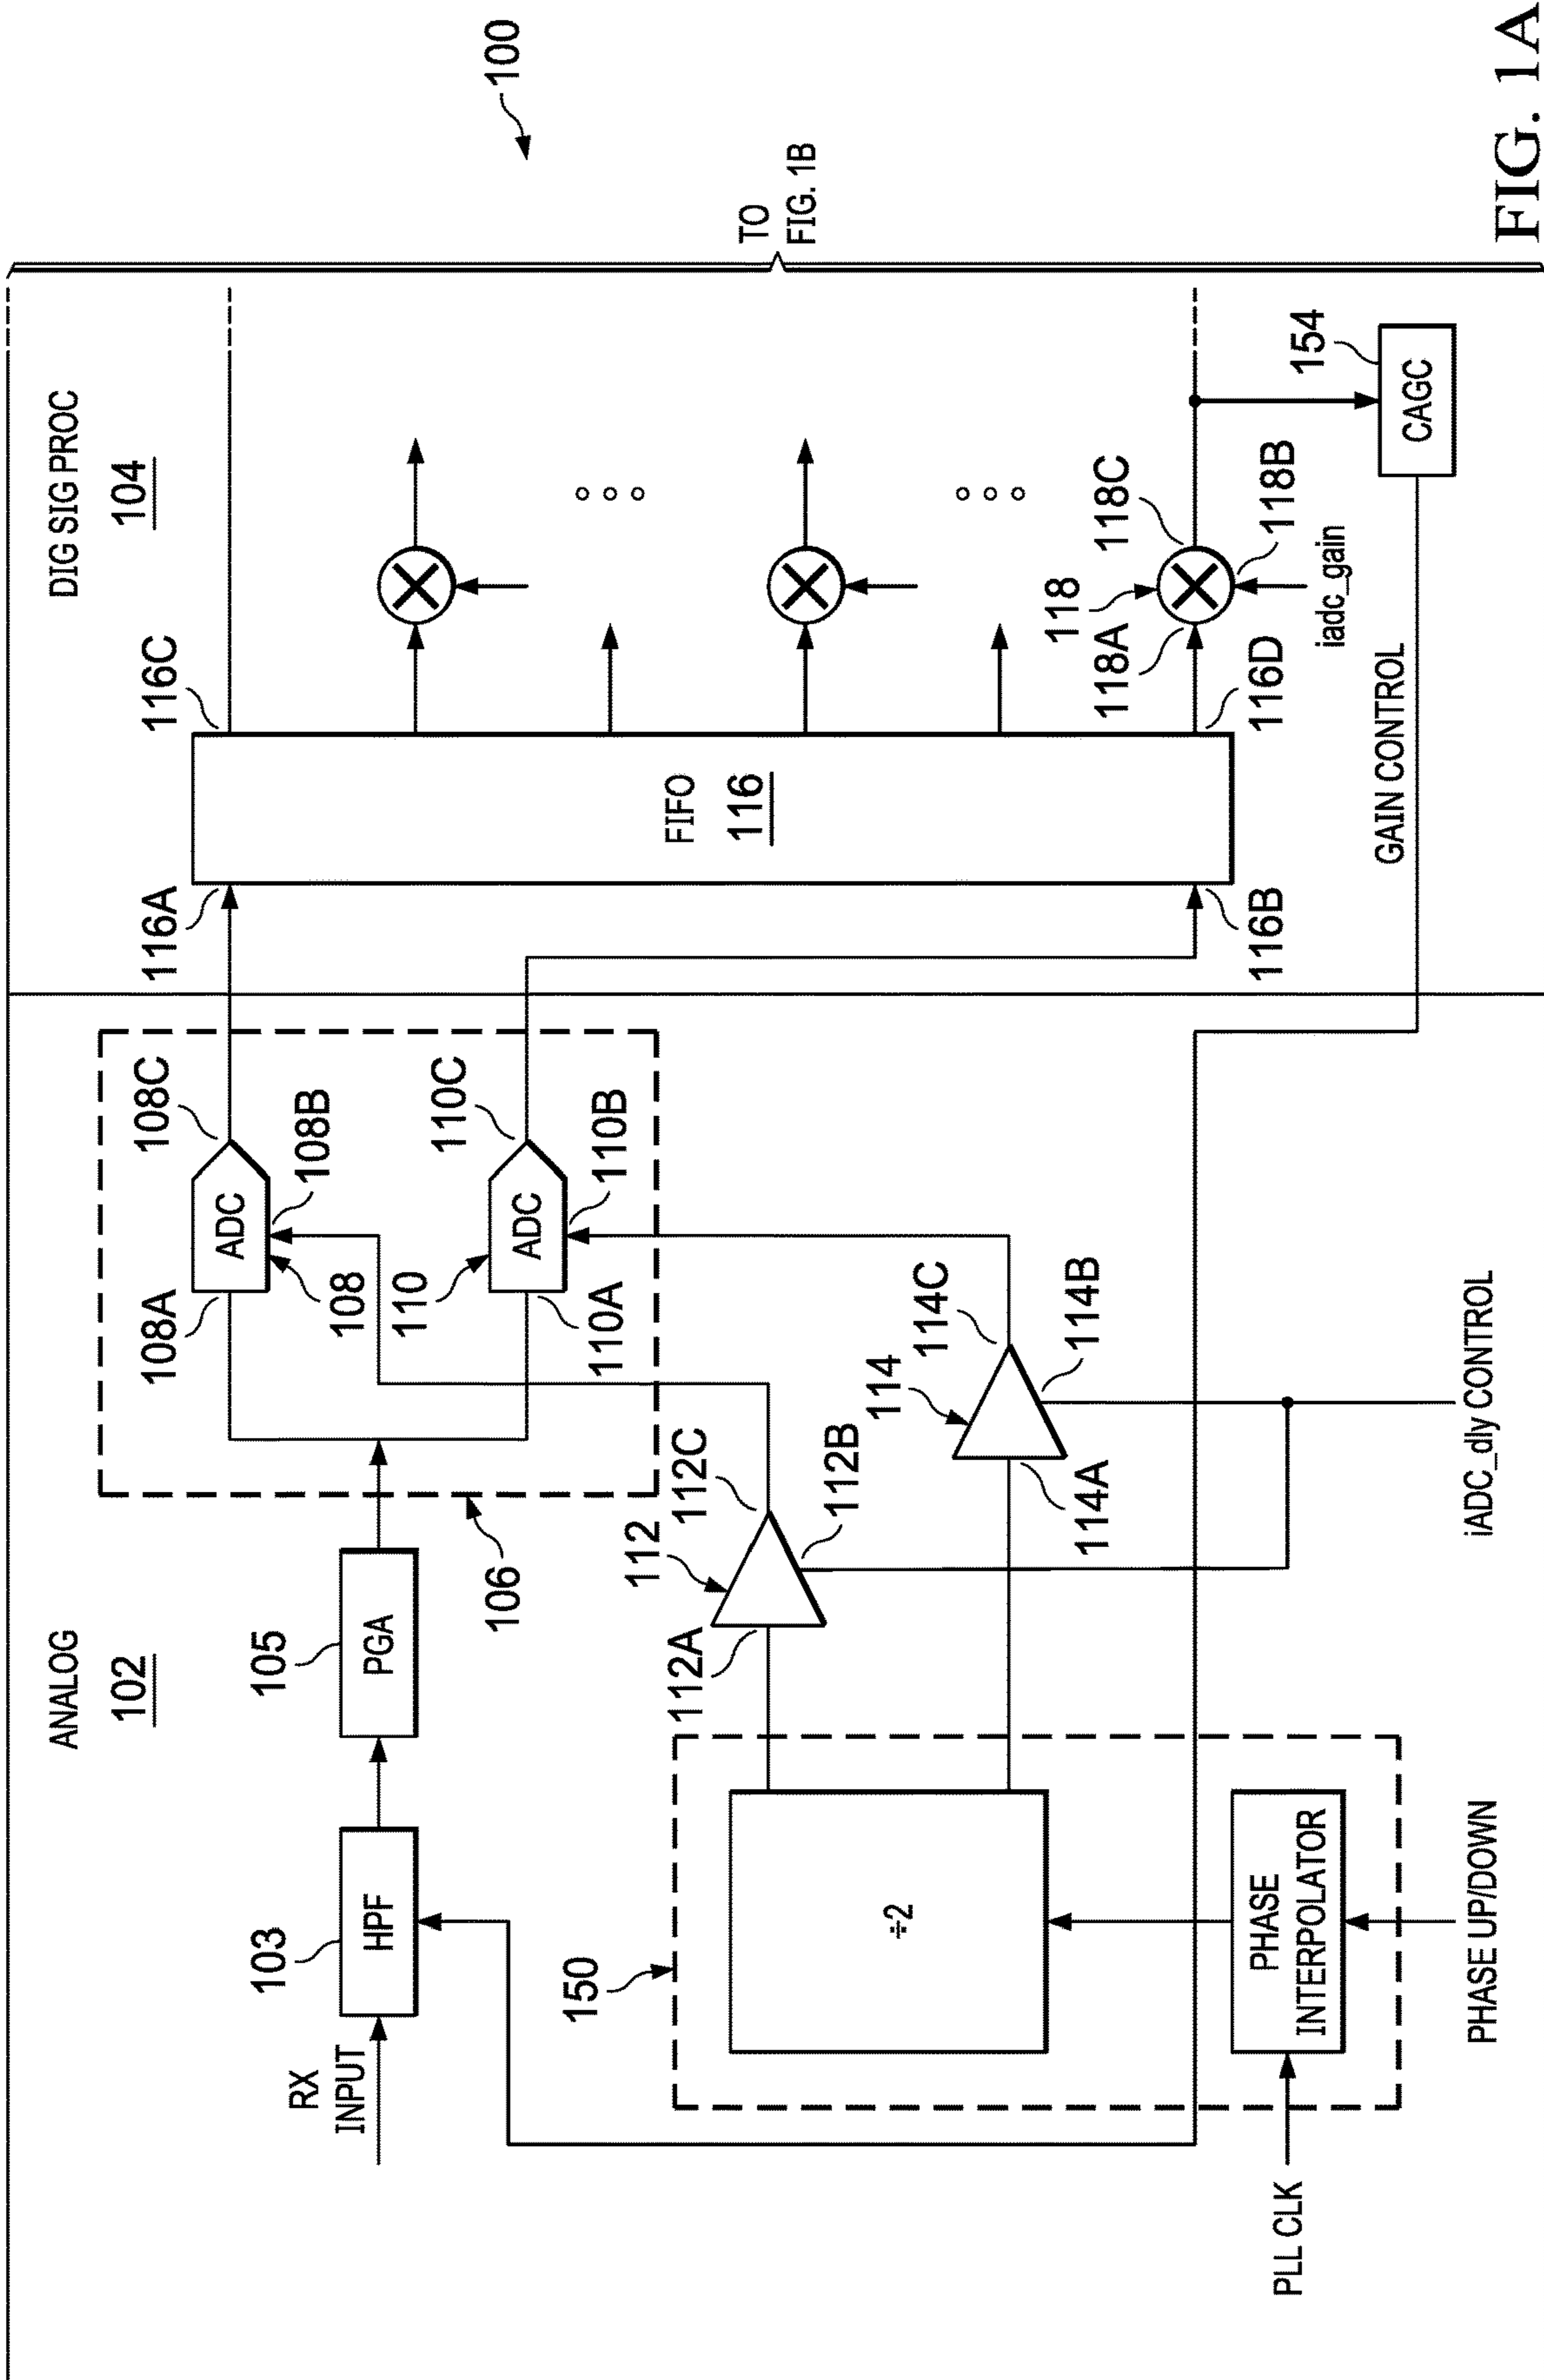 ANALOG
102
DIG SIG PROC
104
100
RX
INPUT
103
HPF
105
PGA
106
108A
ADC
108
108B
108C
110
ADC
110A
110B
110C
116A
116C
FIFO
116
116B
116D
118
118A
118B
118C
iadc_gain
154
CAGC
GAIN CONTROL
TO
FIG. 1B
112
112A
112B
112C
114
114A
114B
114C
150
÷2
PHASE
INTERPOLATOR
PLL CLK
PHASE UP/DOWN
iADC_dly CONTROL
FIG. 1A